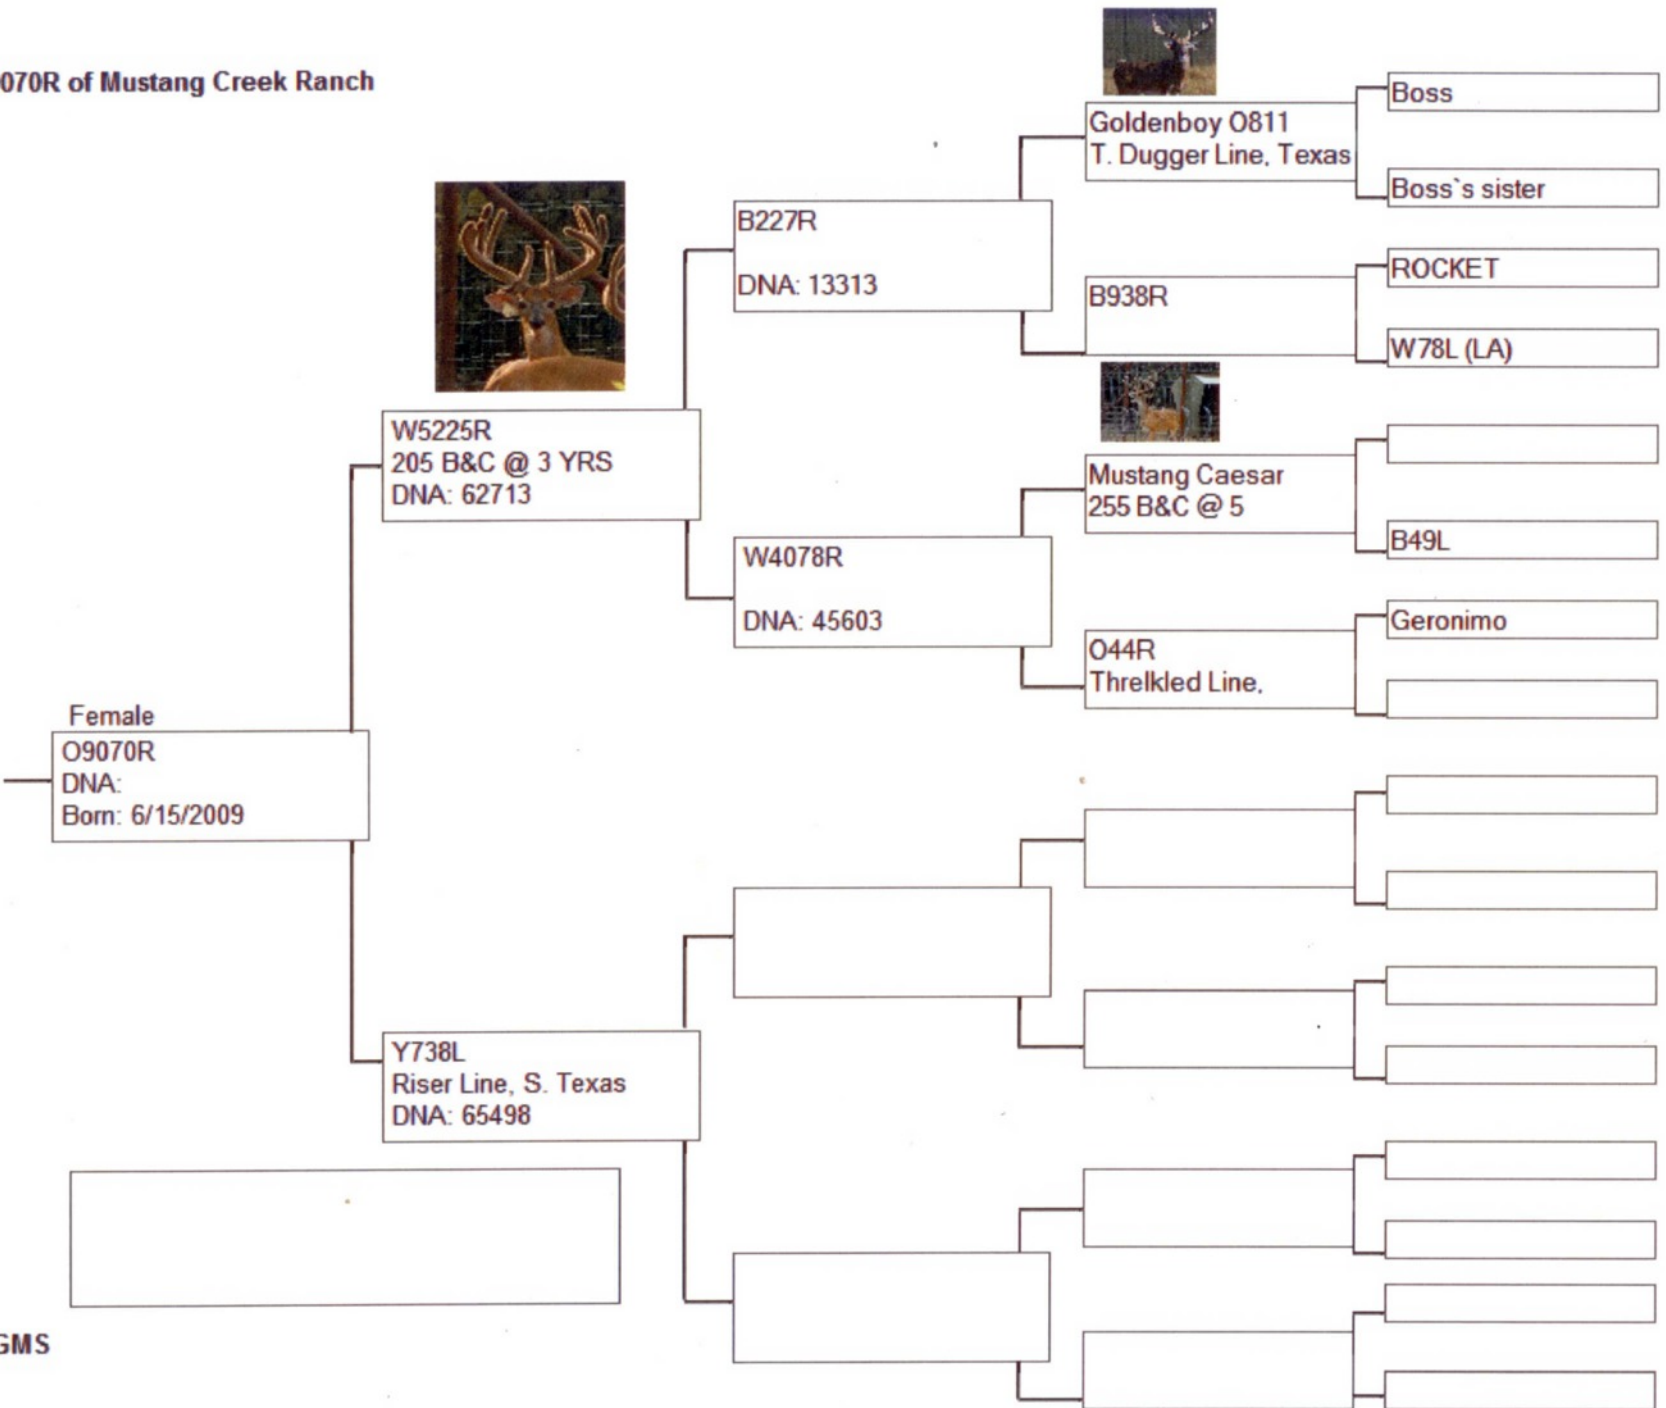 070R of Mustang Creek Ranch
Goldenboy O811
T. Dugger Line, Texas
Boss
Boss`s sister
B227R
DNA: 13313
B938R
ROCKET
W78L (LA)
W5225R
205 B&C @ 3 YRS
DNA: 62713
Mustang Caesar
255 B&C @ 5
B49L
W4078R
DNA: 45603
O44R
Threlkled Line,
Geronimo
Female
O9070R
DNA:
Born: 6/15/2009
Y738L
Riser Line, S. Texas
DNA: 65498
GMS